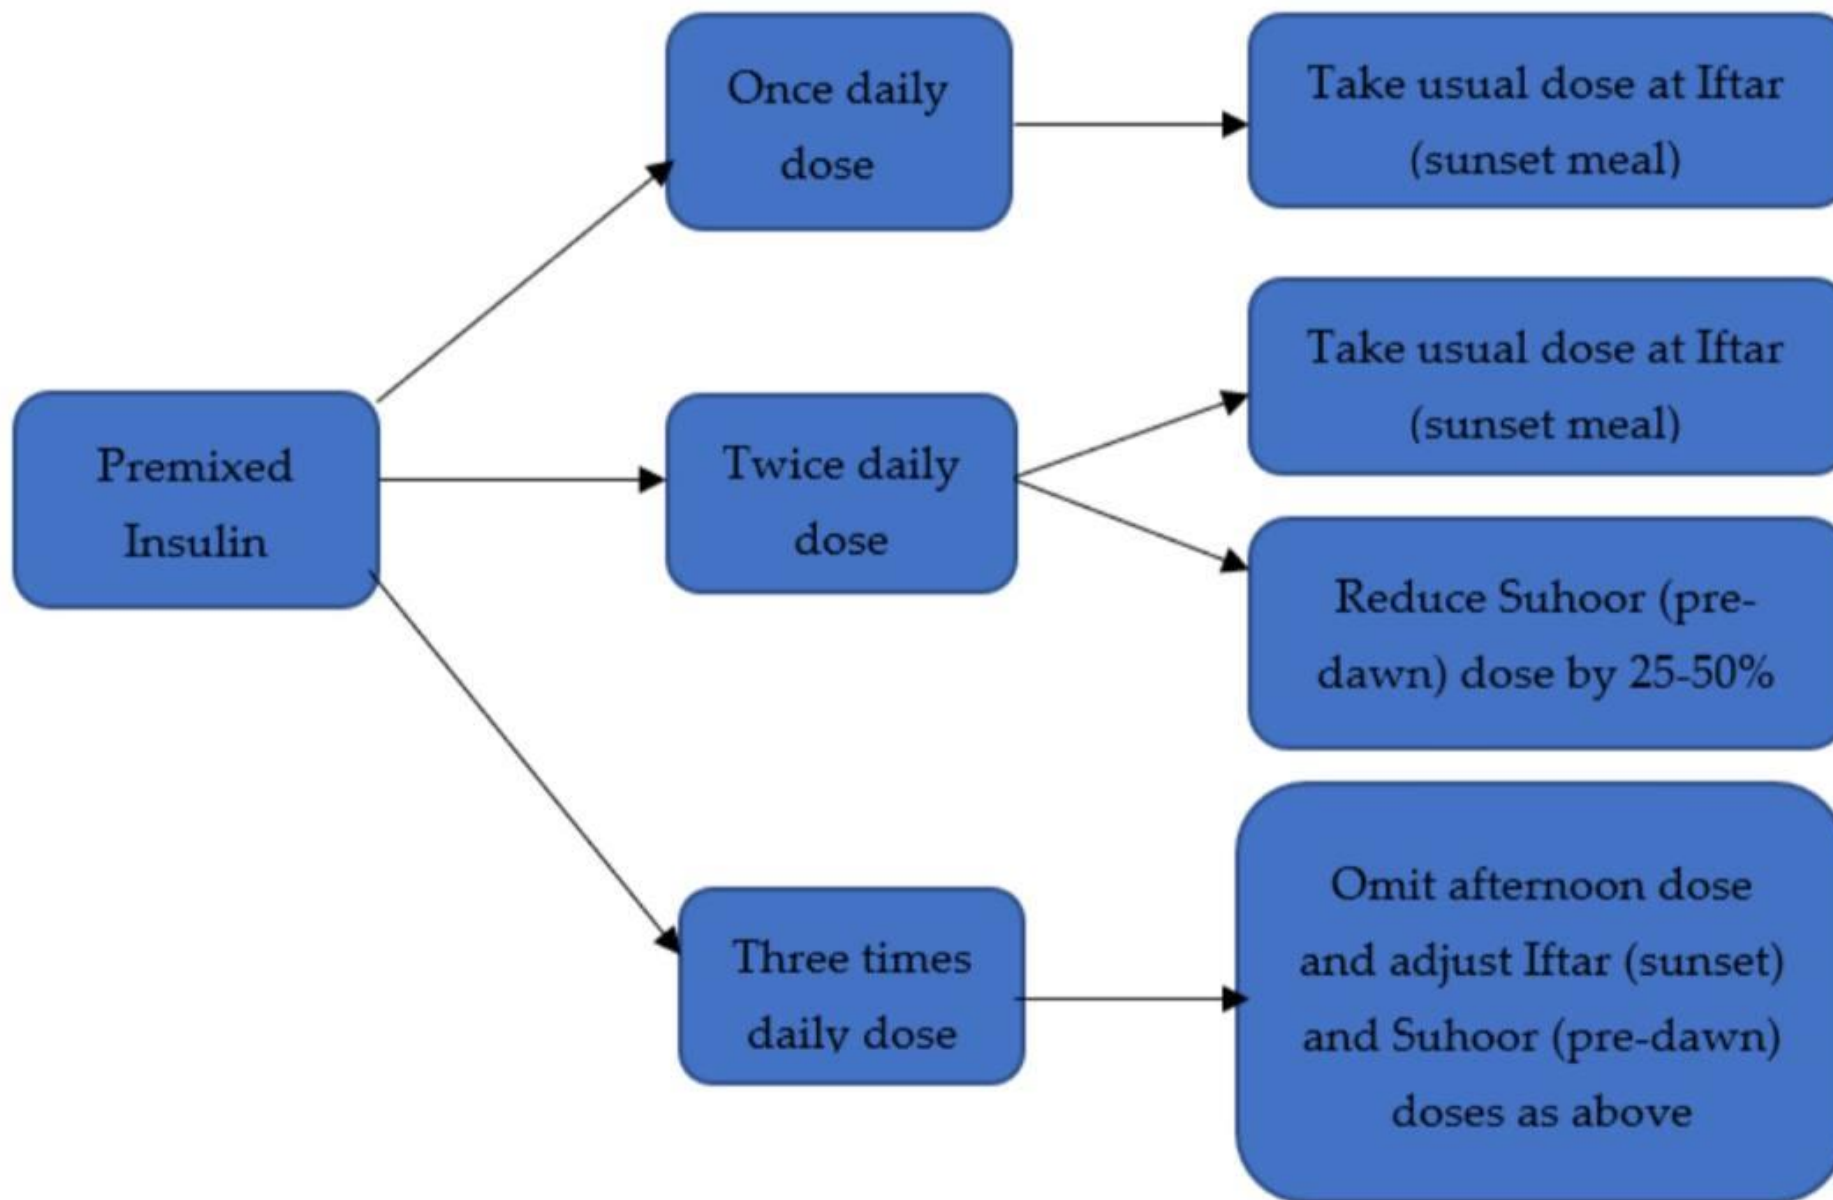 Once daily
dose
Take usual dose at Iftar
(sunset meal)
Premixed
Insulin
Twice daily
dose
Take usual dose at Iftar
(sunset meal)
Reduce Suhoor (pre-
dawn) dose by 25-50%
Three times
daily dose
Omit afternoon dose
and adjust Iftar (sunset)
and Suhoor (pre-dawn)
doses as above